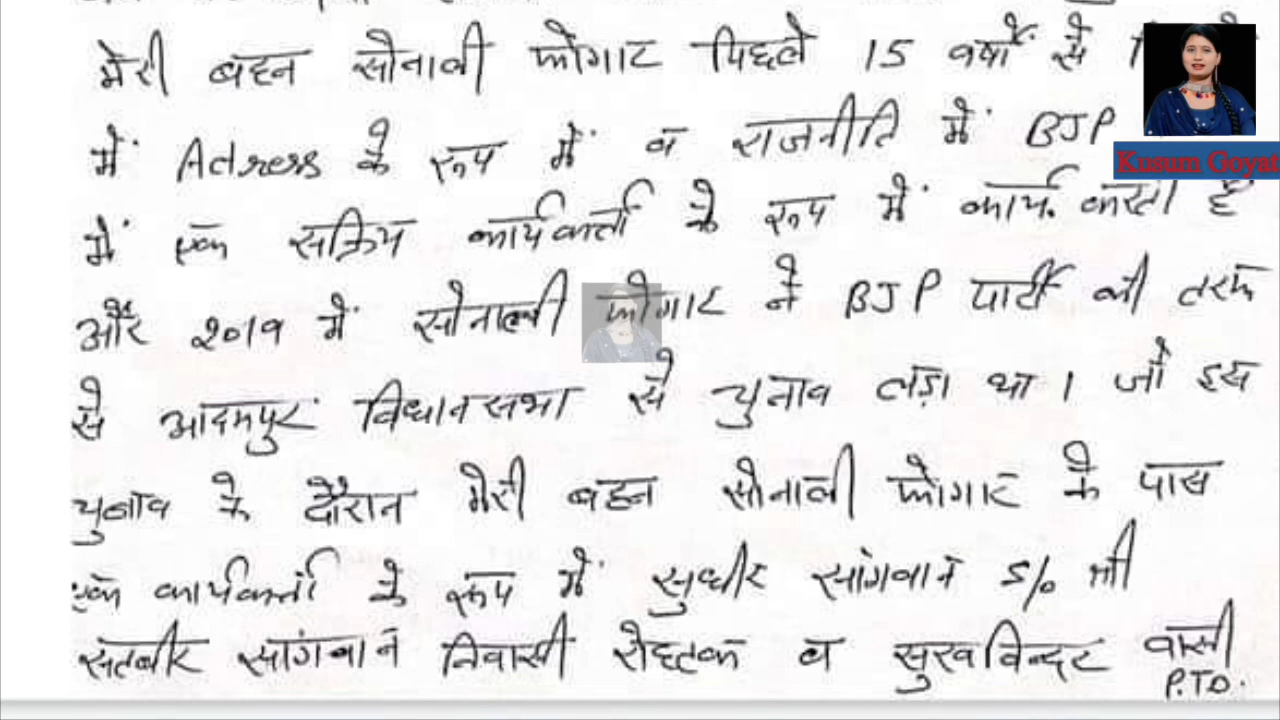 मेरी बहन सोनाली फोगाट पिछले 15 वर्षों से
में Actress के रूप में व राजनीति में BJP
Kusum Goyat
में एक सक्रिय कार्यकर्ता के रूप में कार्य करती है
और 2019 में सोनाली फोगाट ने BJP पार्टी की तरफ
से आदमपुर विधानसभा से चुनाव लड़ा था। जो इस
चुनाव के दौरान मेरी बहन सोनाली फोगाट के पास
एक कार्यकर्ता के रूप में सुधीर सांगवान S/o श्री
सतबीर सांगवान निवासी रोहतक व सुखविन्दर वासी
P.T.O.